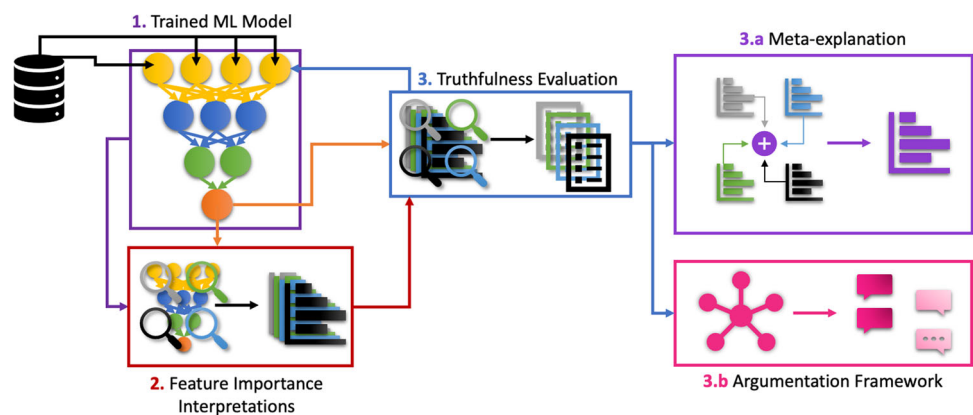 1. Trained ML Model
3. Truthfulness Evaluation
3.a Meta-explanation
2. Feature Importance
Interpretations
3.b Argumentation Framework